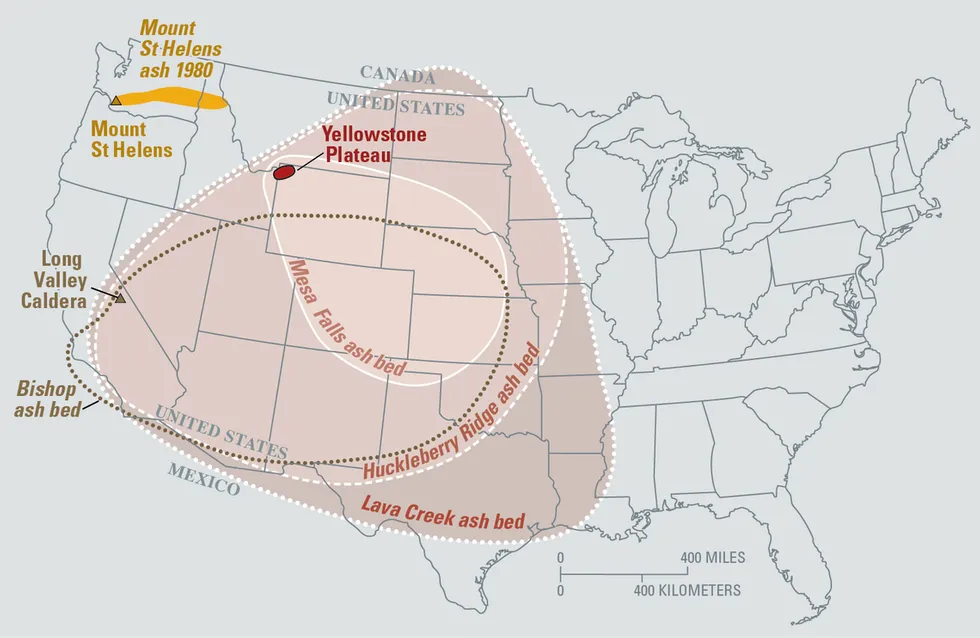 Mount
St Helens
ash 1980
CANADA
UNITED STATES
Mount
St Helens
Yellowstone
Plateau
Long
Valley
Caldera
Mesa Falls ash bed
Bishop
ash bed
UNITED STATES
MEXICO
Huckleberry Ridge ash bed
Lava Creek ash bed
0 400 MILES
0 400 KILOMETERS